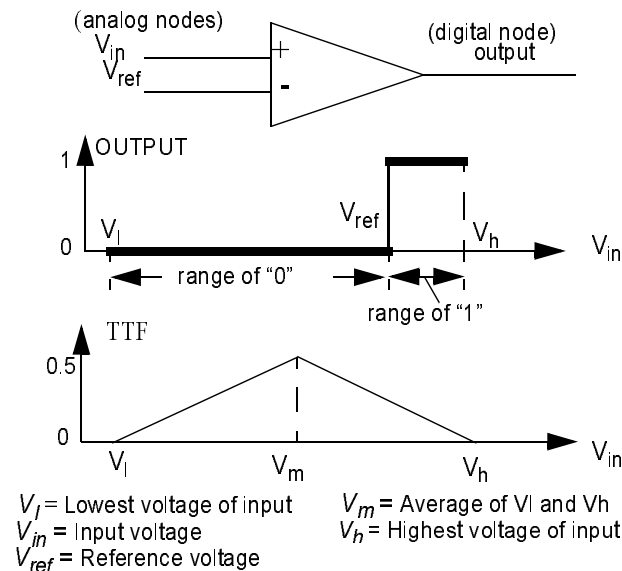 (analog nodes)
V_in
V_ref
+
-
(digital node)
output
OUTPUT
1
0
V_l
V_ref
V_h
V_in
range of "0"
range of "1"
TTF
0.5
0
V_l
V_m
V_h
V_in
V_l = Lowest voltage of input
V_in = Input voltage
V_ref = Reference voltage
V_m = Average of Vl and Vh
V_h = Highest voltage of input